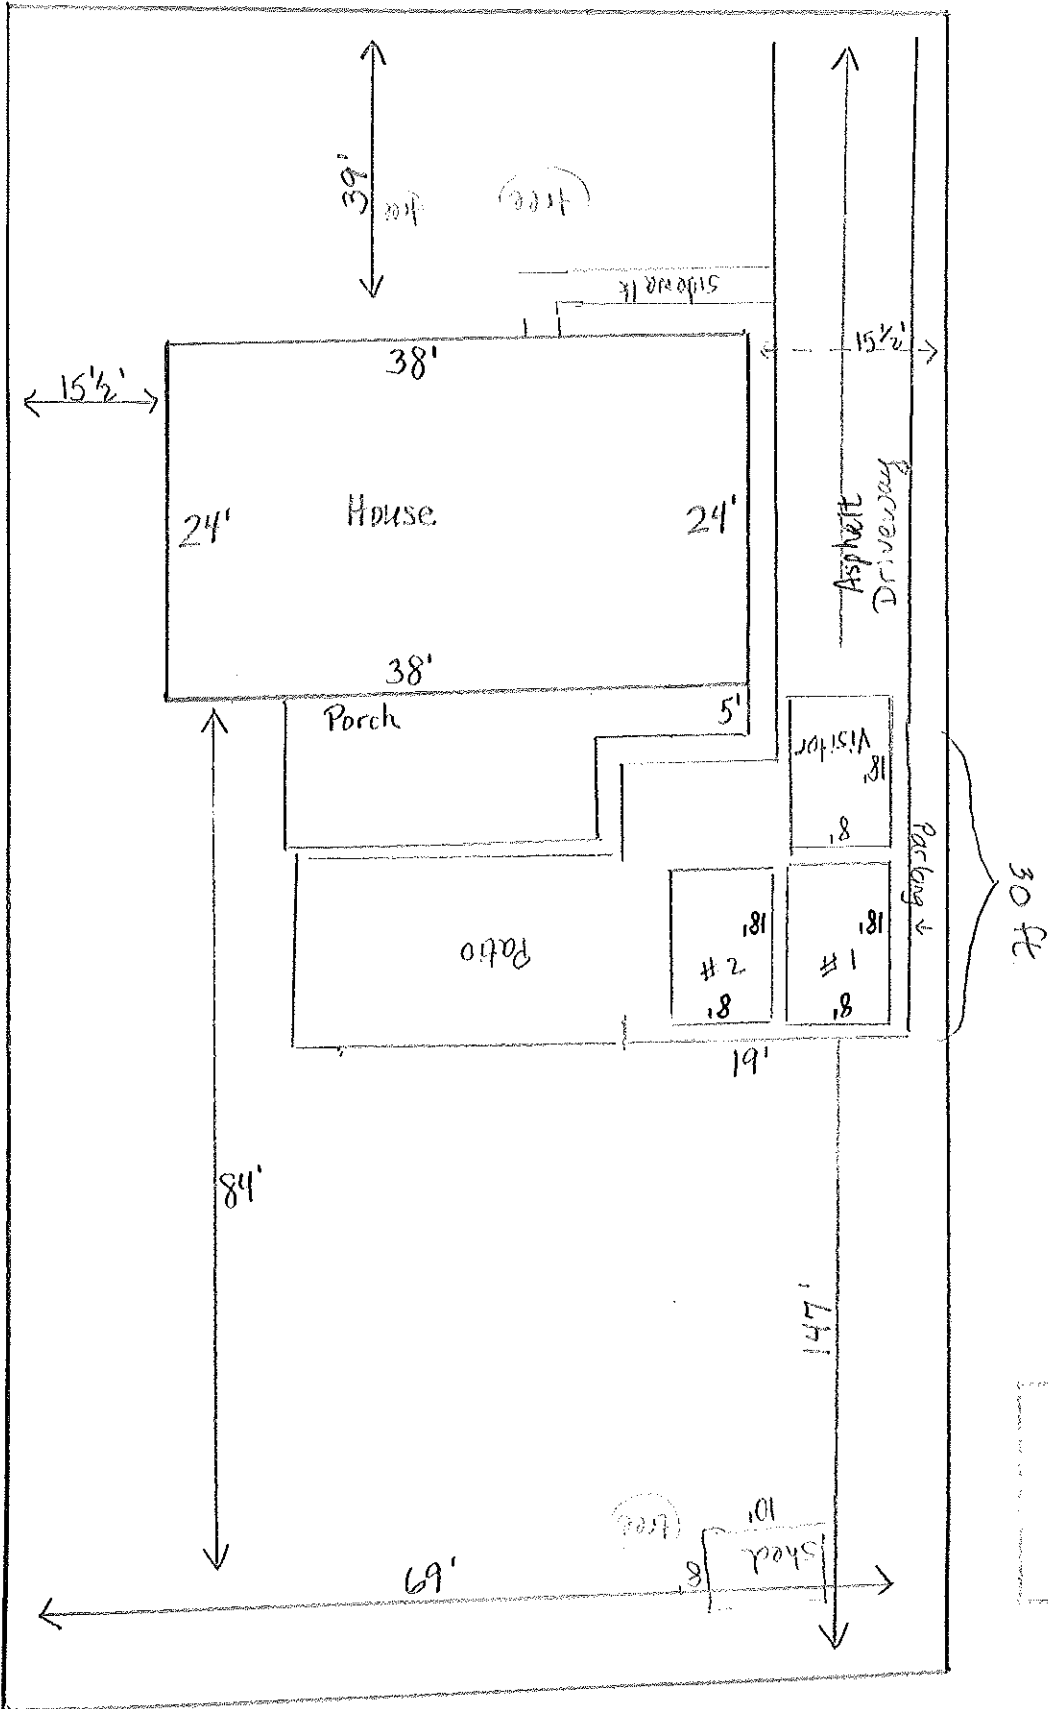 39'
tree
(tree)
sidewalk
15½'
38'
15½'
24'
House
24'
Asphalt
Driveway
38'
Porch
5'
Visitor
18'
8'
Parking ↓
30 ft.
Patio
18'
# 2
8'
18'
# 1
8'
19'
84'
147'
(tree)
10'
Shed
8'
69'